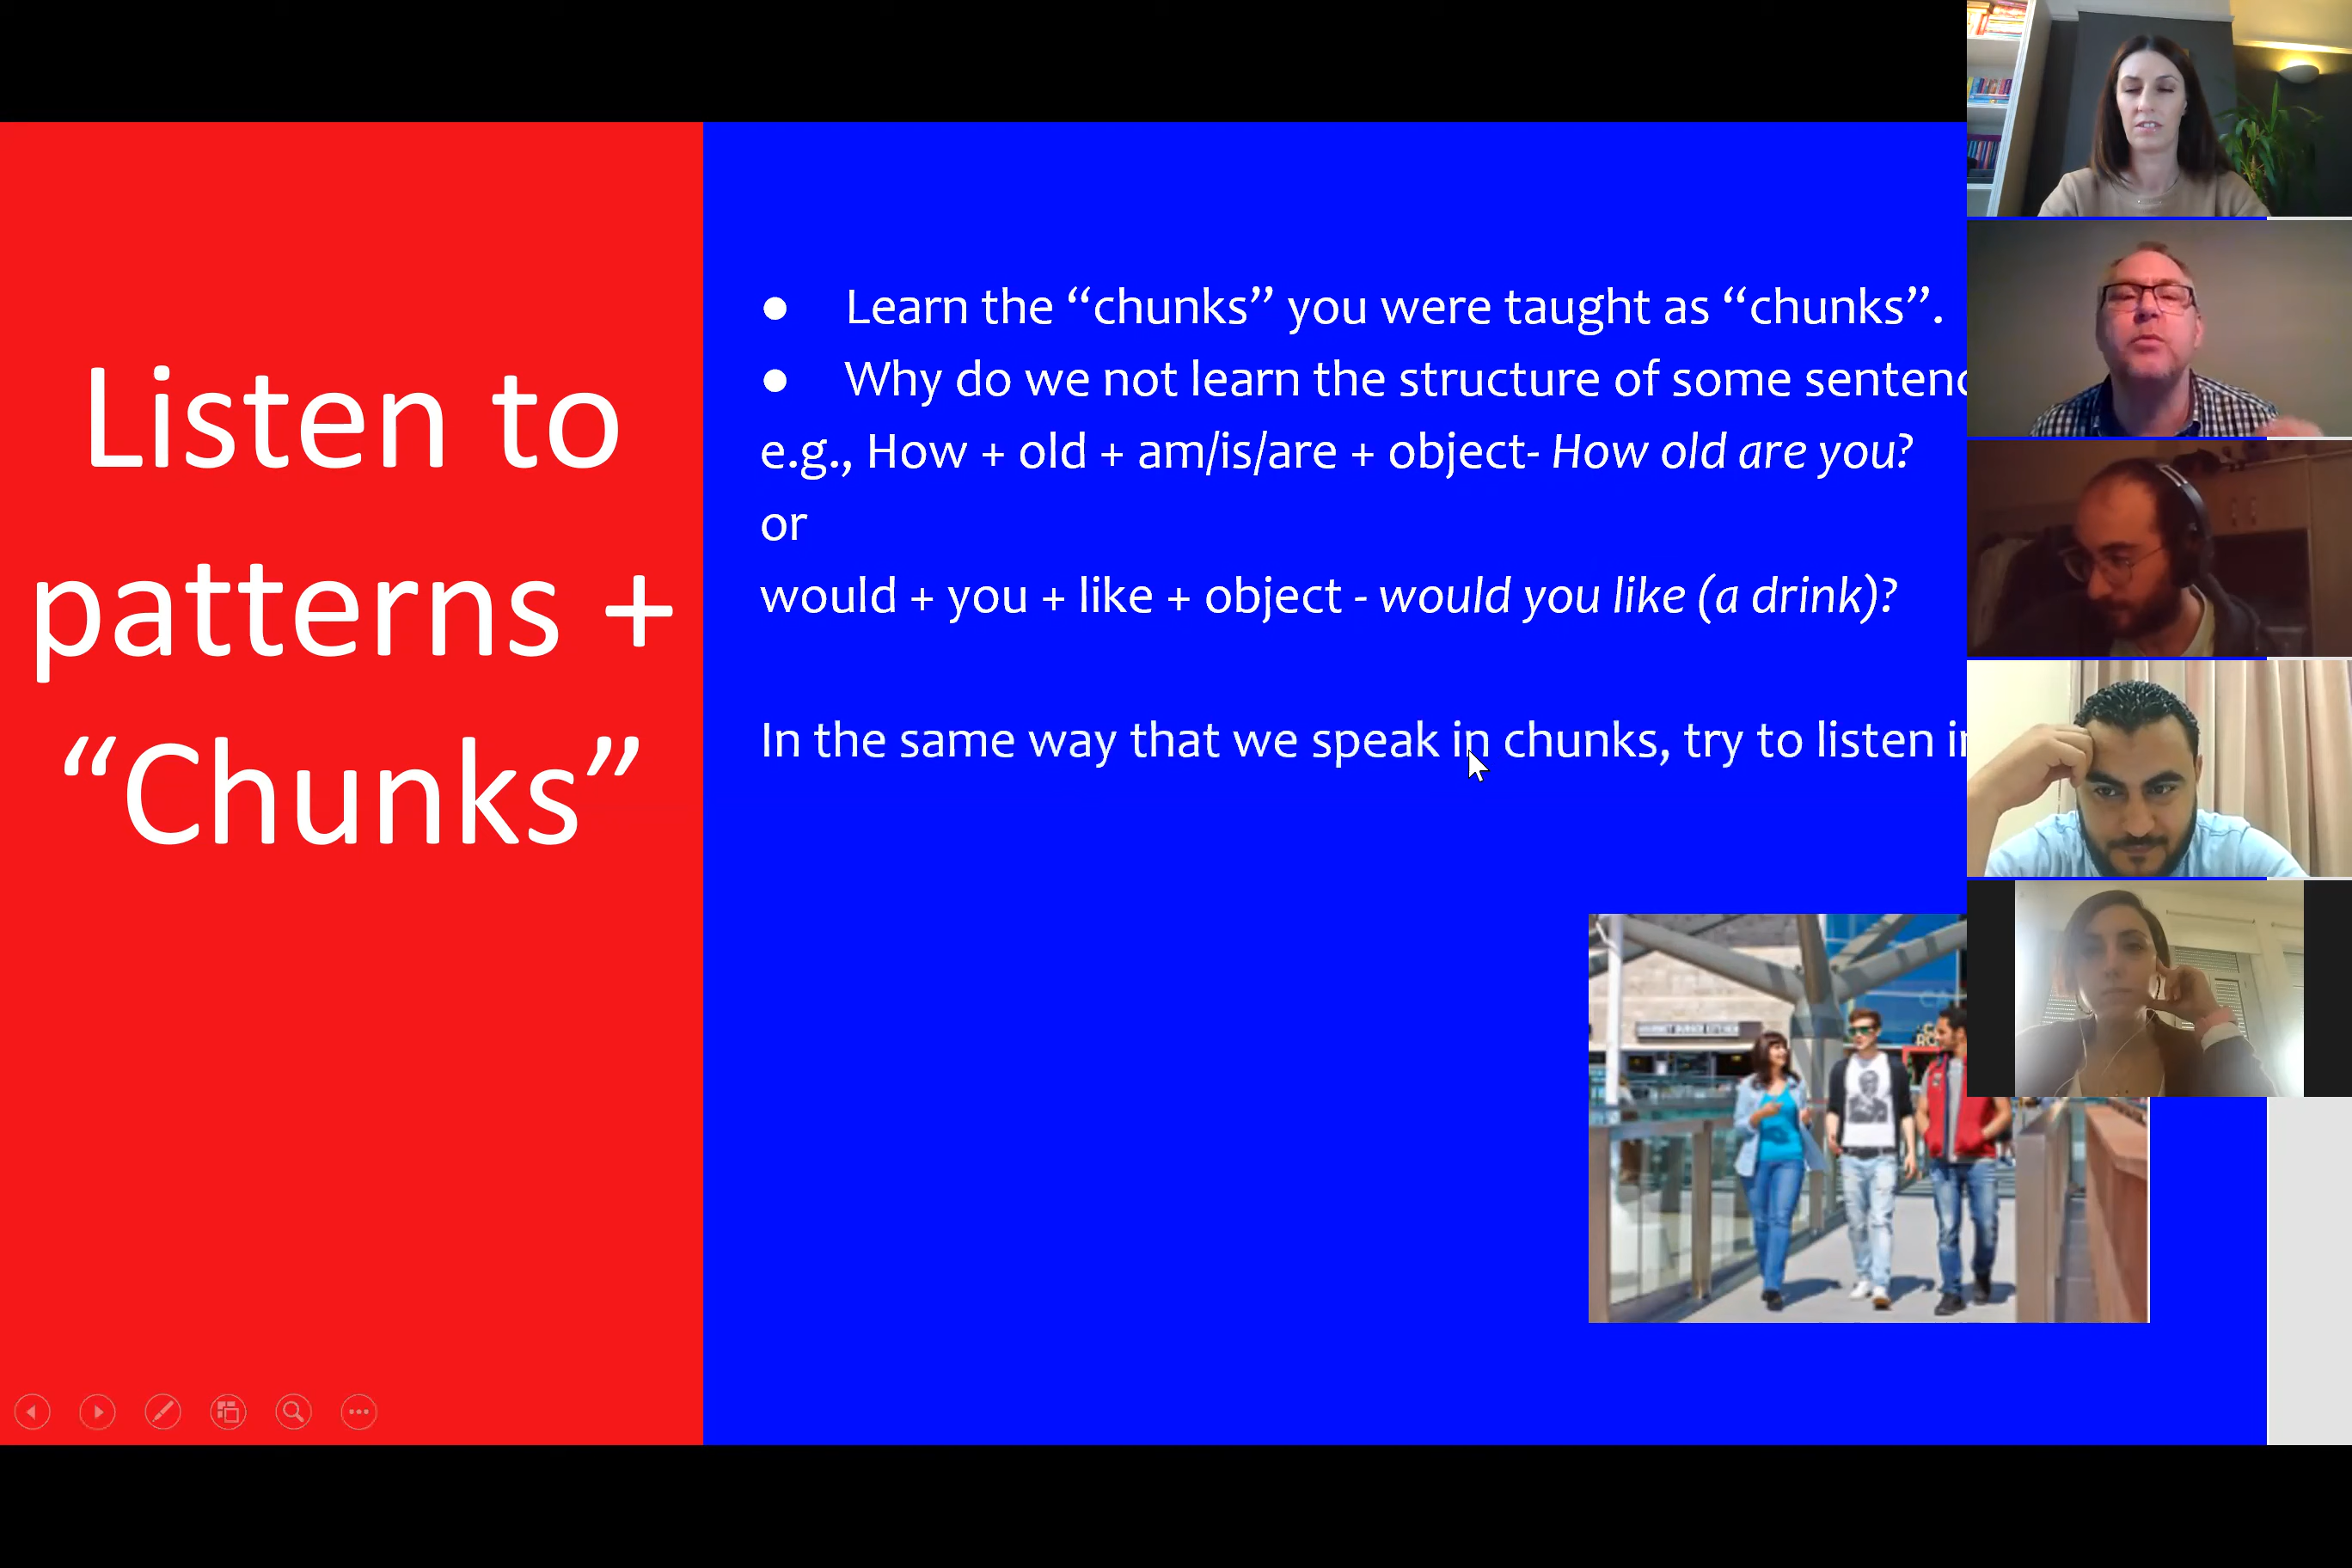 Listen to
patterns +
“Chunks”
● Learn the “chunks” you were taught as “chunks”.
● Why do we not learn the structure of some
e.g., How + old + am/is/are + object- How old are you?
or
would + you + like + object - would you like (a drink)?
In the same way that we speak in chunks, try to listen